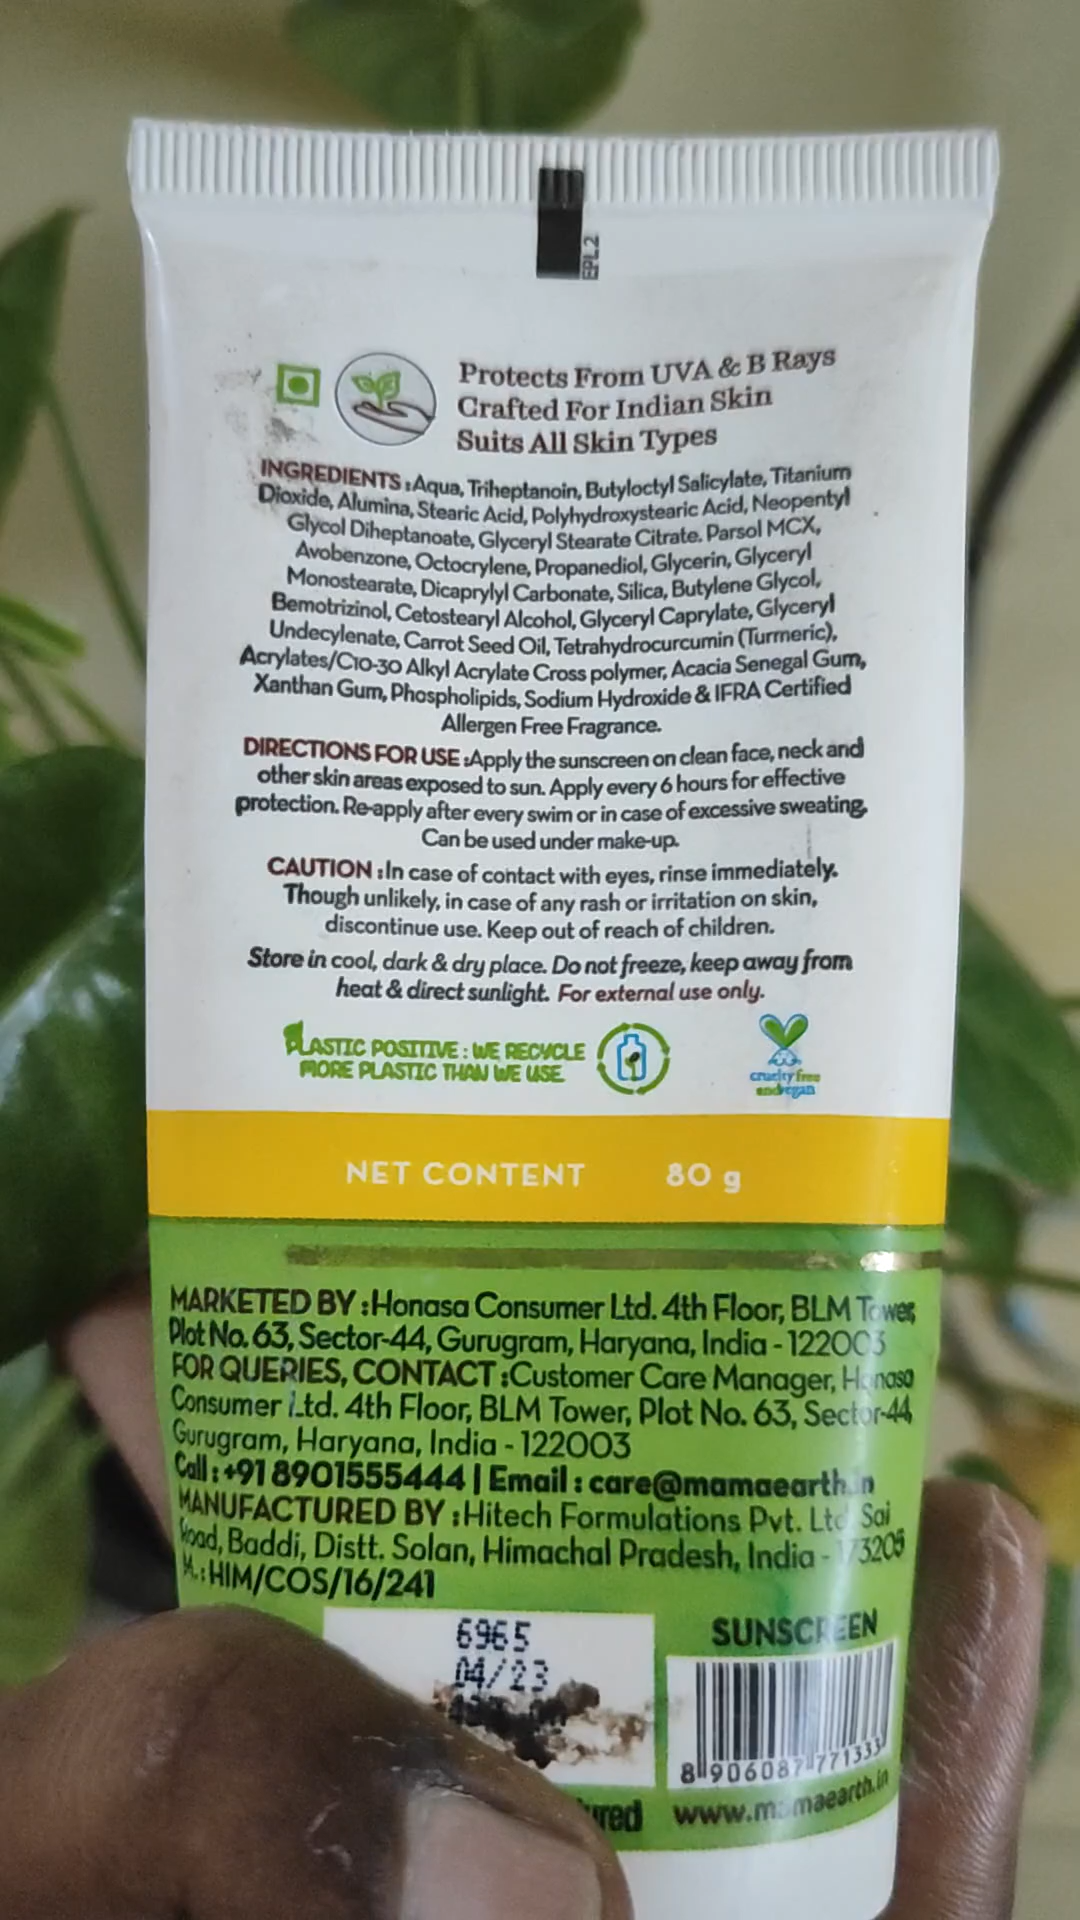 EPL 2
Protects From UVA & B Rays
Crafted For Indian Skin
Suits All Skin Types
INGREDIENTS : Aqua, Triheptanoin, Butyloctyl Salicylate, Titanium
Dioxide, Alumina, Stearic Acid, Polyhydroxystearic Acid, Neopentyl
Glycol Diheptanoate, Glyceryl Stearate Citrate. Parsol MCX,
Avobenzone, Octocrylene, Propanediol, Glycerin, Glyceryl
Monostearate, Dicaprylyl Carbonate, Silica, Butylene Glycol,
Bemotrizinol, Cetostearyl Alcohol, Glyceryl Caprylate, Glyceryl
Undecylenate, Carrot Seed Oil, Tetrahydrocurcumin (Turmeric),
Acrylates/C10-30 Alkyl Acrylate Cross polymer, Acacia Senegal Gum,
Xanthan Gum, Phospholipids, Sodium Hydroxide & IFRA Certified
Allergen Free Fragrance.
DIRECTIONS FOR USE : Apply the sunscreen on clean face, neck and
other skin areas exposed to sun. Apply every 6 hours for effective
protection. Re-apply after every swim or in case of excessive sweating.
Can be used under make-up.
CAUTION : In case of contact with eyes, rinse immediately.
Though unlikely, in case of any rash or irritation on skin,
discontinue use. Keep out of reach of children.
Store in cool, dark & dry place. Do not freeze, keep away from
heat & direct sunlight. For external use only.
PLASTIC POSITIVE : WE RECYCLE
MORE PLASTIC THAN WE USE
cruelty free
and vegan
NET CONTENT 80 g
MARKETED BY : Honasa Consumer Ltd. 4th Floor, BLM Tower,
Plot No. 63, Sector-44, Gurugram, Haryana, India - 122003
FOR QUERIES, CONTACT : Customer Care Manager, Honasa
Consumer Ltd. 4th Floor, BLM Tower, Plot No. 63, Sector-44,
Gurugram, Haryana, India - 122003
Call : +91 8901555444 | Email : care@mamaearth.in
MANUFACTURED BY : Hitech Formulations Pvt. Ltd Sai
Road, Baddi, Distt. Solan, Himachal Pradesh, India - 173205
M.: HIM/COS/16/241
6965
04/23
SUNSCREEN
8 906087 771333
www.mamaearth.in